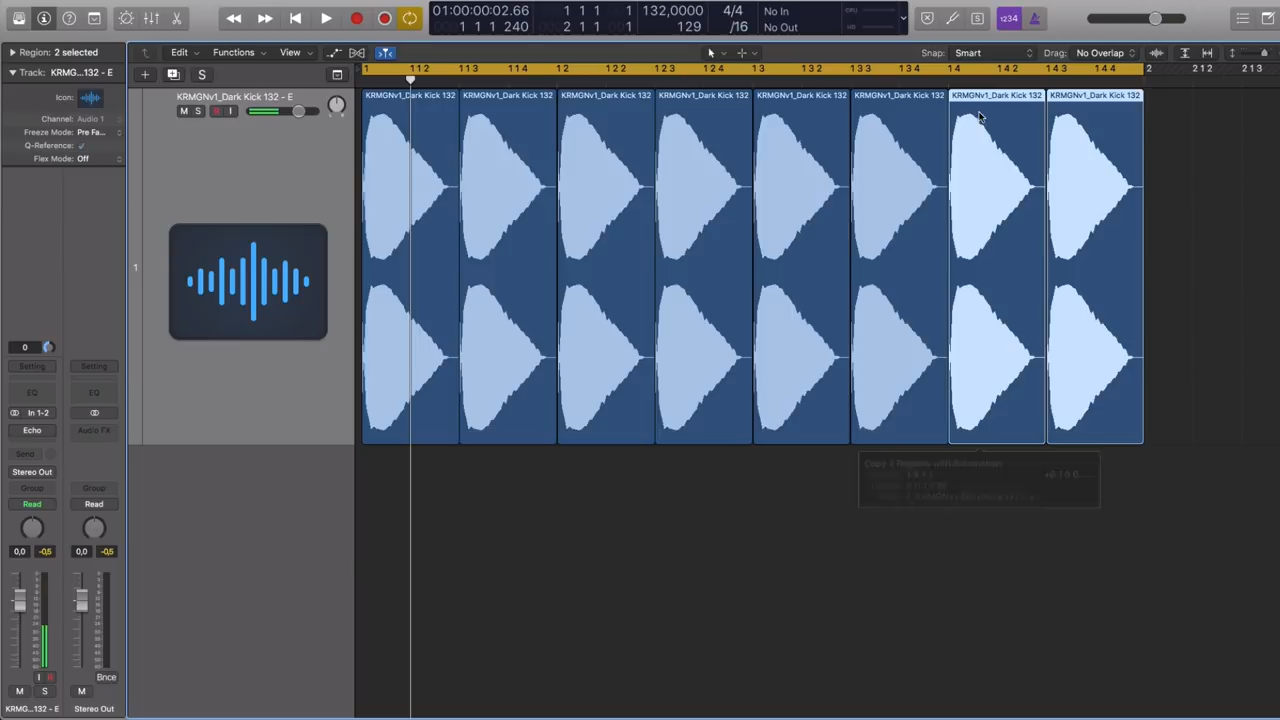 01:00:00:02.66
1 1 1 1
132,0000
4/4
No In
CPU
1 1 1 240
2 1 1 1
129
/16
No Out
HD
1234
Region: 2 selected
Edit
Functions
View
Snap: Smart
Drag: No Overlap
Track: KRMG...132 - E
S
1
1 1 2
1 1 3
1 1 4
1 2
1 2 2
1 2 3
1 2 4
1 3
1 3 2
1 3 3
1 3 4
1 4
1 4 2
1 4 3
1 4 4
2
2 1 2
2 1 3
Icon:
KRMGNv1_Dark Kick 132 - E
M S R I
KRMGNv1_Dark Kick 132
KRMGNv1_Dark Kick 132
KRMGNv1_Dark Kick 132
KRMGNv1_Dark Kick 132
KRMGNv1_Dark Kick 132
KRMGNv1_Dark Kick 132
KRMGNv1_Dark Kick 132
KRMGNv1_Dark Kick 132
Channel: Audio 1
Freeze Mode: Pre Fa...
Q-Reference: ✓
Flex Mode: Off
1
0
Setting
Setting
EQ
EQ
In 1-2
Echo
Audio FX
Send
Stereo Out
Group
Group
Read
Read
0,0
-0,5
0,0
-0,5
I R
Bnce
M S
M
KRMG...132 - E
Stereo Out